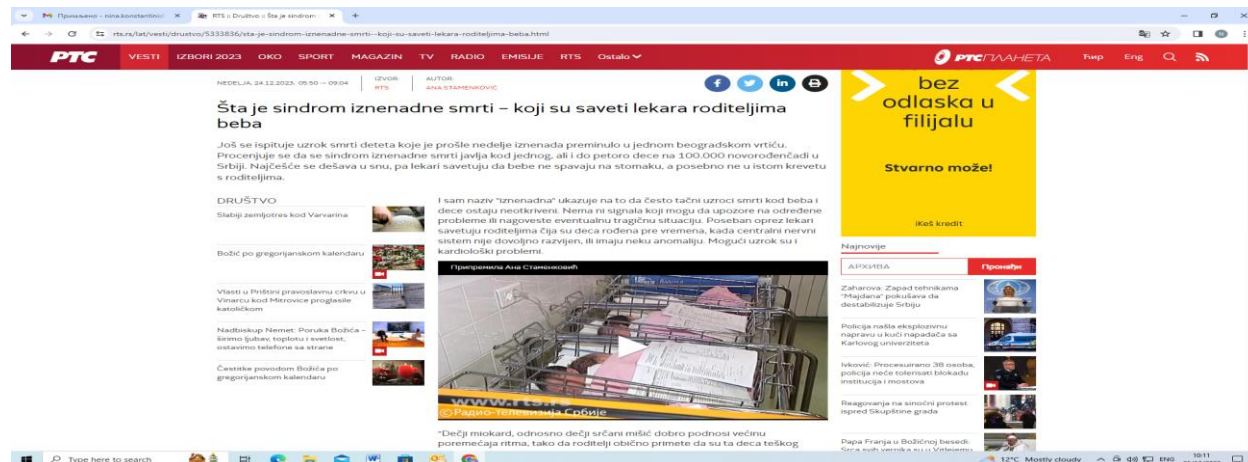 Примљено - nina.konstantinić
RTS :: Društvo :: Šta je sindrom
rts.rs/lat/vesti/drustvo/5333836/sta-je-sindrom-iznenadne-smrti--koji-su-saveti-lekara-roditeljima-beba.html
РТС VESTI IZBORI 2023 OKO SPORT MAGAZIN TV RADIO EMISIJE RTS Ostalo РТСПЛАНЕТА Ћир Eng
NEDELJA, 24.12.2023, 05:50 -> 09:04
IZVOR:
RTS
AUTOR:
ANA STAMENKOVIĆ
Šta je sindrom iznenadne smrti – koji su saveti lekara roditeljima
beba
Još se ispituje uzrok smrti deteta koje je prošle nedelje iznenada preminulo u jednom beogradskom vrtiću.
Procenjuje se da se sindrom iznenadne smrti javlja kod jednog, ali i do petoro dece na 100.000 novorođenčadi u
Srbiji. Najčešće se dešava u snu, pa lekari savetuju da bebe ne spavaju na stomaku, a posebno ne u istom krevetu
s roditeljima.
DRUŠTVO
Slabiji zemljotres kod Varvarina
Božić po gregorijanskom kalendaru
Vlasti u Prištini pravoslavnu crkvu u
Vinarcu kod Mitrovice proglasile
katoličkom
Nadbiskup Nemet: Poruka Božića –
širimo ljubav, toplotu i svetlost,
ostavimo telefone sa strane
Čestitke povodom Božića po
gregorijanskom kalendaru
I sam naziv "iznenadna" ukazuje na to da često tačni uzroci smrti kod beba i
dece ostaju neotkriveni. Nema ni signala koji mogu da upozore na određene
probleme ili nagoveste eventualnu tragičnu situaciju. Poseban oprez lekari
savetuju roditeljima čija su deca rođena pre vremena, kada centralni nervni
sistem nije dovoljno razvijen, ili imaju neku anomaliju. Mogući uzrok su i
kardiološki problemi.
Припремила Ана Стаменковић
www.rts.rs
©Радио-Телевизија Србије
"Dečji miokard, odnosno dečji srčani mišić dobro podnosi većinu
poremećaja ritma, tako da roditelji obično primete da su ta deca teškog
bez
odlaska u
filijalu
Stvarno može!
iKeš kredit
Najnovije
АРХИВА Пронађи
Zaharova: Zapad tehnikama
"Majdana" pokušava da
destabilizuje Srbiju
Policija našla eksplozivnu
napravu u kući napadača sa
Karlovog univerziteta
Ivković: Procesuirano 38 osoba,
policija neće tolerisati blokadu
institucija i mostova
Reagovanja na sinoćni protest
ispred Skupštine grada
Papa Franja u Božićnoj besedi:
Srca svih vernika su u Vitlejemu
Type here to search
12°C Mostly cloudy
ENG
10:11